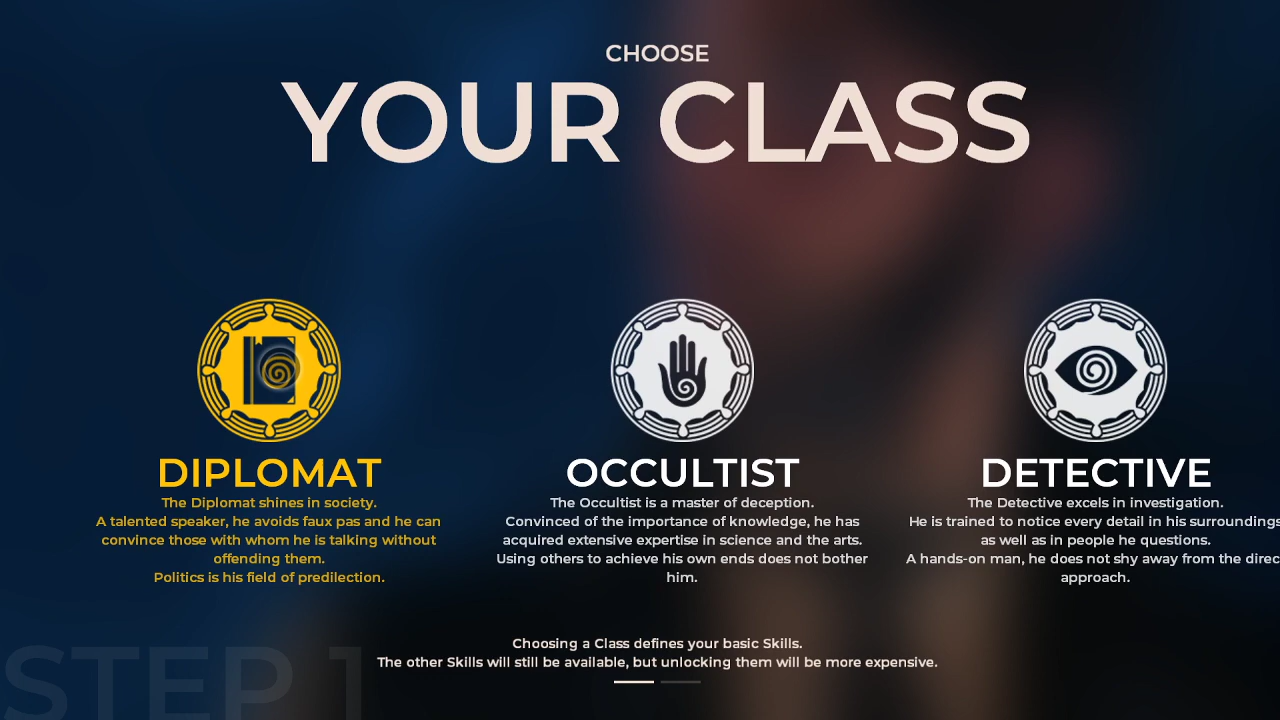 CHOOSE
YOUR CLASS
DIPLOMAT
The Diplomat shines in society.
A talented speaker, he avoids faux pas and he can
convince those with whom he is talking without
offending them.
Politics is his field of predilection.
OCCULTIST
The Occultist is a master of deception.
Convinced of the importance of knowledge, he has
acquired extensive expertise in science and the arts.
Using others to achieve his own ends does not bother
him.
DETECTIVE
The Detective excels in investigation.
He is trained to notice every detail in his surroundings
as well as in people he questions.
A hands-on man, he does not shy away from the direc
approach.
Choosing a Class defines your basic Skills.
The other Skills will still be available, but unlocking them will be more expensive.
STEP 1